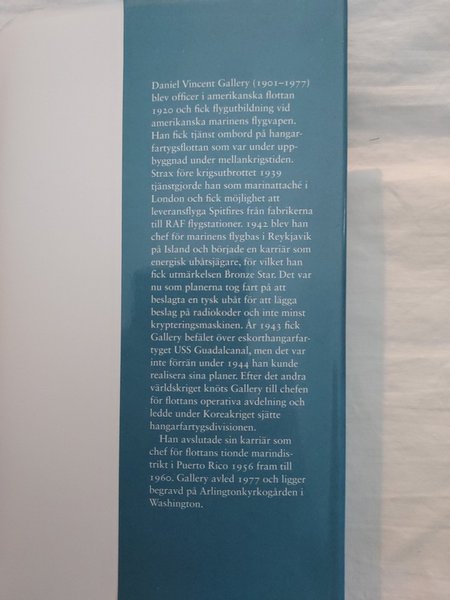 Daniel Vincent Gallery (1901–1977)
blev officer i amerikanska flottan
1920 och fick flygutbildning vid
amerikanska marinens flygvapen.
Han fick tjänst ombord på hangar-
fartygsflottan som var under upp-
byggnad under mellankrigstiden.
Strax före krigsutbrottet 1939
tjänstgjorde han som marinattaché i
London och fick möjlighet att
leveransflyga Spitfires från fabrikerna
till RAF flygstationer. 1942 blev han
chef för marinens flygbas i Reykjavik
på Island och började en karriär som
energisk ubåtsjägare, för vilket han
fick utmärkelsen Bronze Star. Det var
nu som planerna tog fart på att
beslagta en tysk ubåt för att lägga
beslag på radiokoder och inte minst
krypteringsmaskinen. År 1943 fick
Gallery befälet över eskorthangarfar-
tyget USS Guadalcanal, men det var
inte förrän under 1944 han kunde
realisera sina planer. Efter det andra
världskriget knöts Gallery till chefen
för flottans operativa avdelning och
ledde under Koreakriget sjätte
hangarfartygsdivisionen.
Han avslutade sin karriär som
chef för flottans tionde marindis-
trikt i Puerto Rico 1956 fram till
1960. Gallery avled 1977 och ligger
begravd på Arlingtonkyrkogården i
Washington.